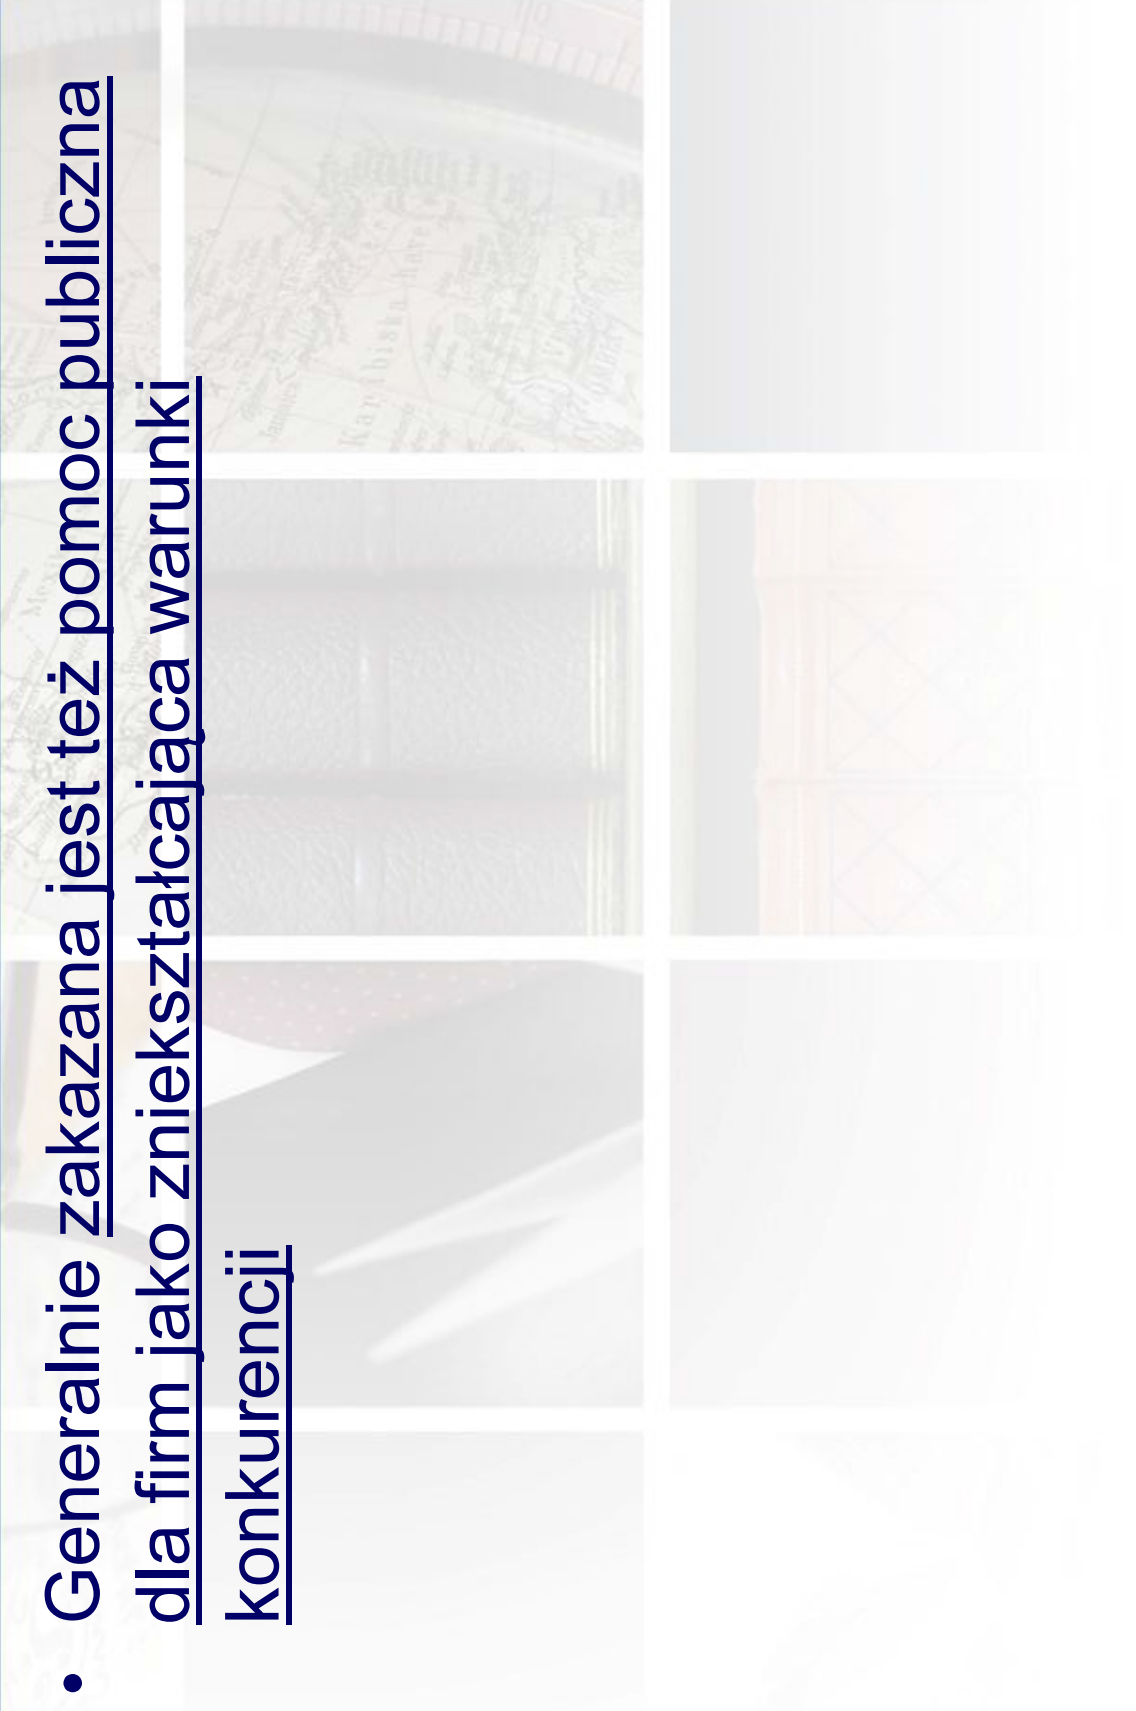 • Generalnie zakazana jest też pomoc publiczna
dla firm jako zniekształcająca warunki
konkurencji